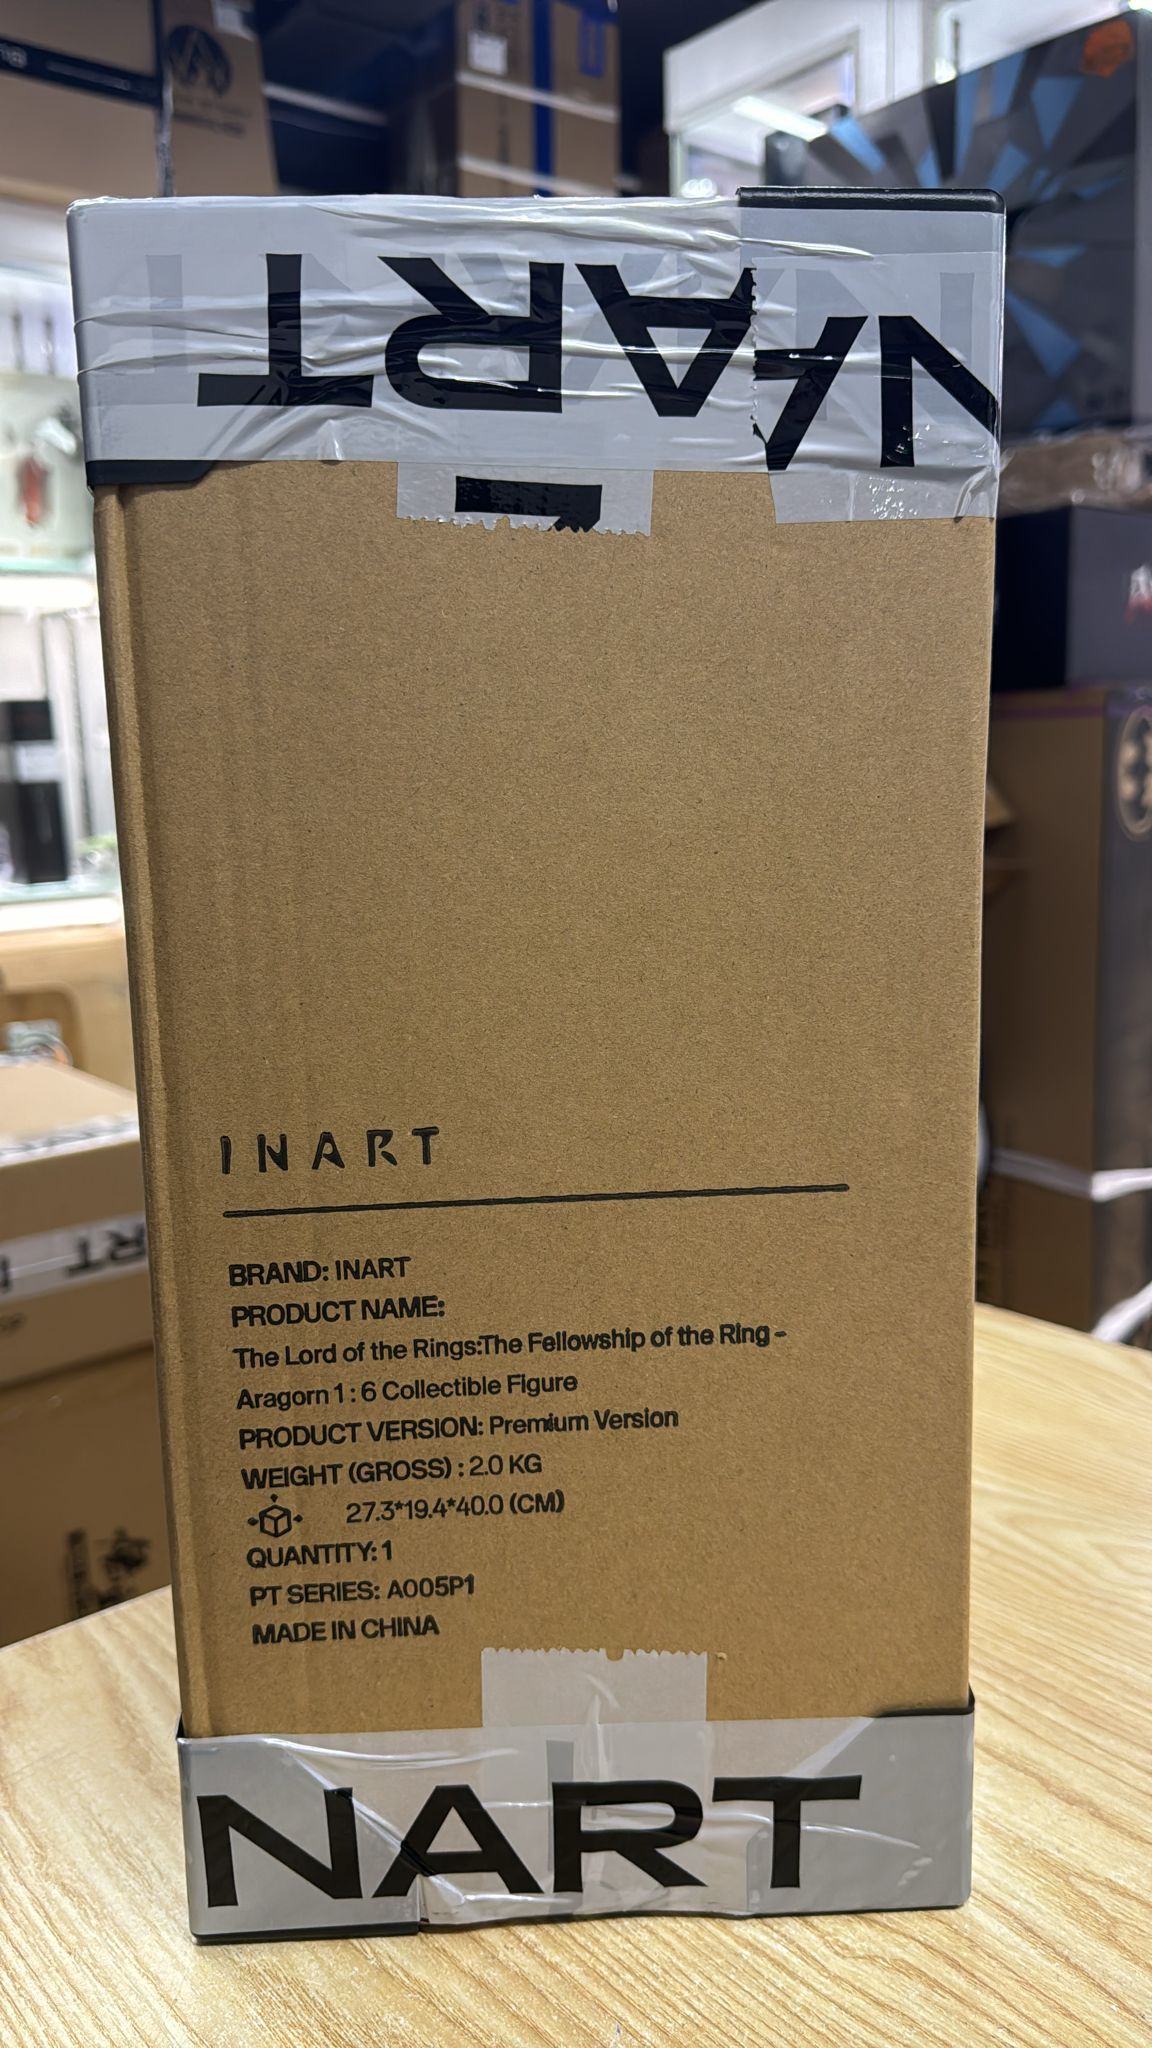 INART
INART
BRAND: INART
PRODUCT NAME:
The Lord of the Rings:The Fellowship of the Ring -
Aragorn 1 : 6 Collectible Figure
PRODUCT VERSION: Premium Version
WEIGHT (GROSS) : 2.0 KG
27.3*19.4*40.0 (CM)
QUANTITY: 1
PT SERIES: A005P1
MADE IN CHINA
NART